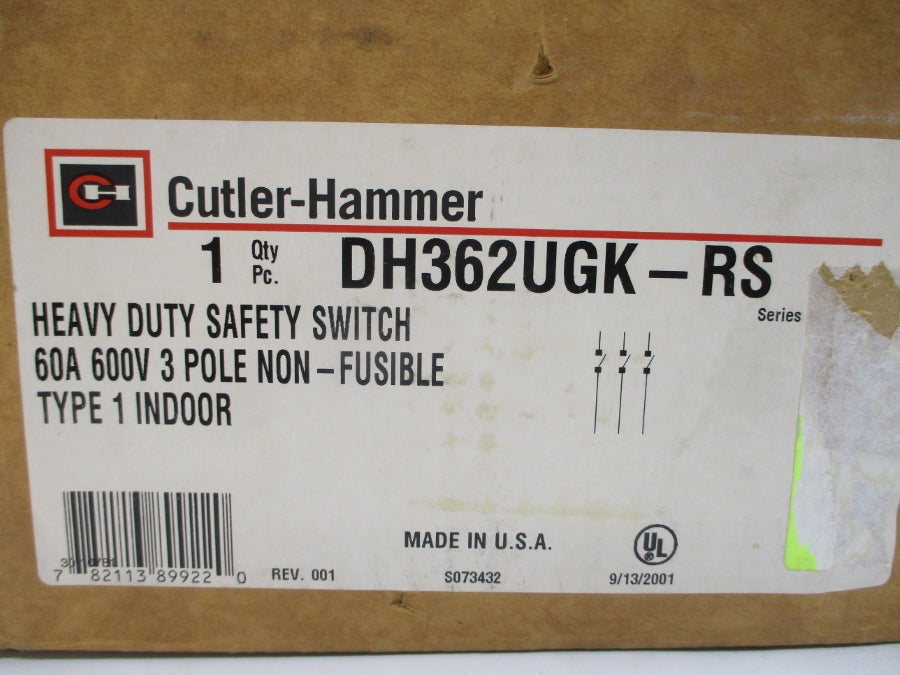 Cutler-Hammer
1 Qty Pc. DH362UGK-RS
Series
HEAVY DUTY SAFETY SWITCH
60A 600V 3 POLE NON-FUSIBLE
TYPE 1 INDOOR
MADE IN U.S.A.
UL
7 82113 89922 0
REV. 001
S073432
9/13/2001